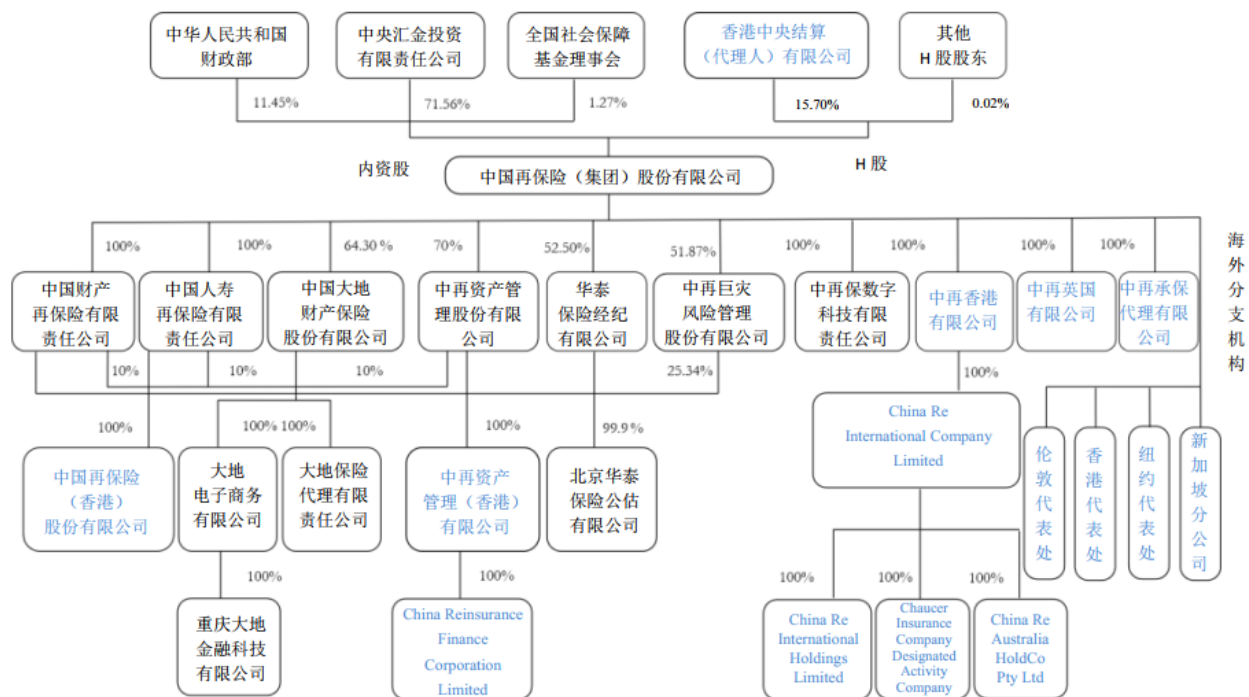 中华人民共和国
财政部
中央汇金投资
有限责任公司
全国社会保障
基金理事会
香港中央结算
（代理人）有限公司
其他
H 股股东
11.45%
71.56%
1.27%
15.70%
0.02%
内资股
H 股
中国再保险（集团）股份有限公司
100%
100%
64.30 %
70%
52.50%
51.87%
100%
100%
100%
100%
海外分支机构
中国财产
再保险有限
责任公司
中国人寿
再保险有限
责任公司
中国大地
财产保险
股份有限公司
中再资产管
理股份有限
公司
华泰
保险经纪
有限公司
中再巨灾
风险管理
股份有限公司
中再保数字
科技有限
责任公司
中再香港
有限公司
中再英国
有限公司
中再承保
代理有限公
司
10%
10%
10%
25.34%
100%
100%
100%
100%
100%
99.9 %
中国再保险
（香港）
股份有限公司
大地
电子商务
有限公司
大地保险
代理有限
责任公司
中再资产
管理（香港）
有限公司
北京华泰
保险公估
有限公司
China Re
International Company
Limited
伦敦代表处
香港代表处
纽约代表处
新加坡分公司
100%
100%
100%
100%
100%
重庆大地
金融科技
有限公司
China Reinsurance
Finance
Corporation
Limited
China Re
International
Holdings
Limited
Chaucer
Insurance
Company
Designated
Activity
Company
China Re
Australia
HoldCo
Pty Ltd